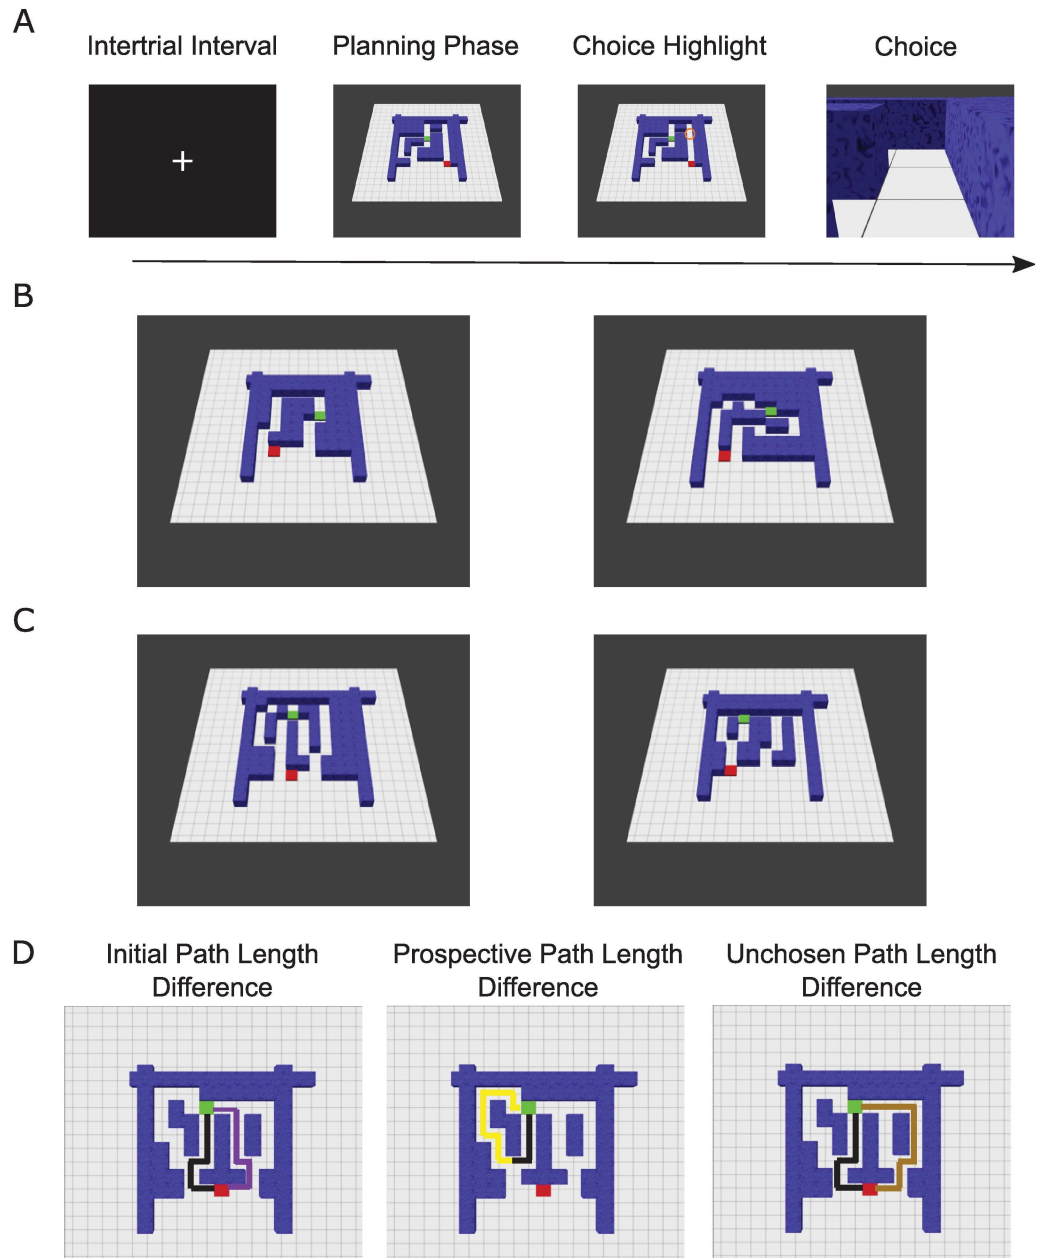 A
Intertrial Interval
Planning Phase
Choice Highlight
Choice
B
C
D
Initial Path Length
Difference
Prospective Path Length
Difference
Unchosen Path Length
Difference